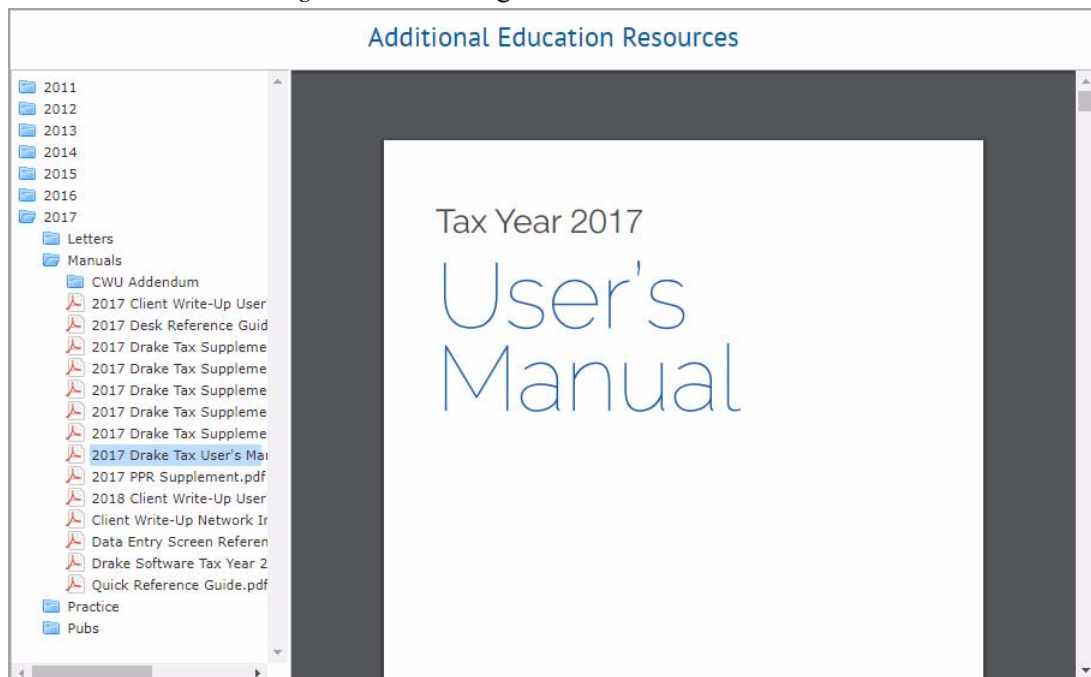 Additional Education Resources
2011
2012
2013
2014
2015
2016
2017
Letters
Manuals
CWU Addendum
2017 Client Write-Up User
2017 Desk Reference Guid
2017 Drake Tax Suppleme
2017 Drake Tax Suppleme
2017 Drake Tax Suppleme
2017 Drake Tax Suppleme
2017 Drake Tax Suppleme
2017 Drake Tax User's Man
2017 PPR Supplement.pdf
2018 Client Write-Up User
Client Write-Up Network In
Data Entry Screen Referen
Drake Software Tax Year 2
Quick Reference Guide.pdf
Practice
Pubs
Tax Year 2017
User's
Manual